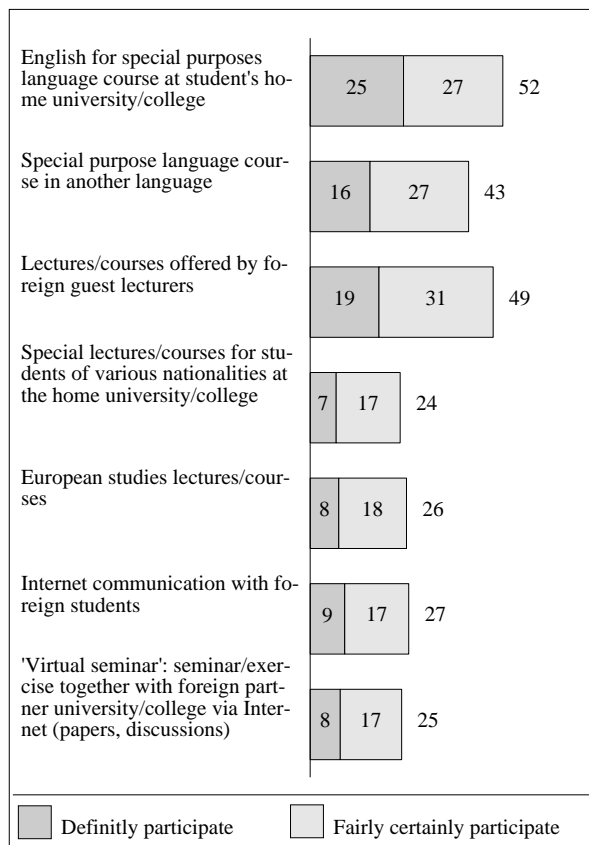 English for special purposes
language course at student's home
university/college
25 27 52
Special purpose language cour-
se in another language
16 27 43
Lectures/courses offered by fo-
reign guest lecturers
19 31 49
Special lectures/courses for stu-
dents of various nationalities at
the home university/college
7 17 24
European studies lectures/cour-
ses
8 18 26
Internet communication with fo-
reign students
9 17 27
'Virtual seminar': seminar/exer-
cise together with foreign part-
ner university/college via Inter-
net (papers, discussions)
8 17 25
Definitly participate Fairly certainly participate